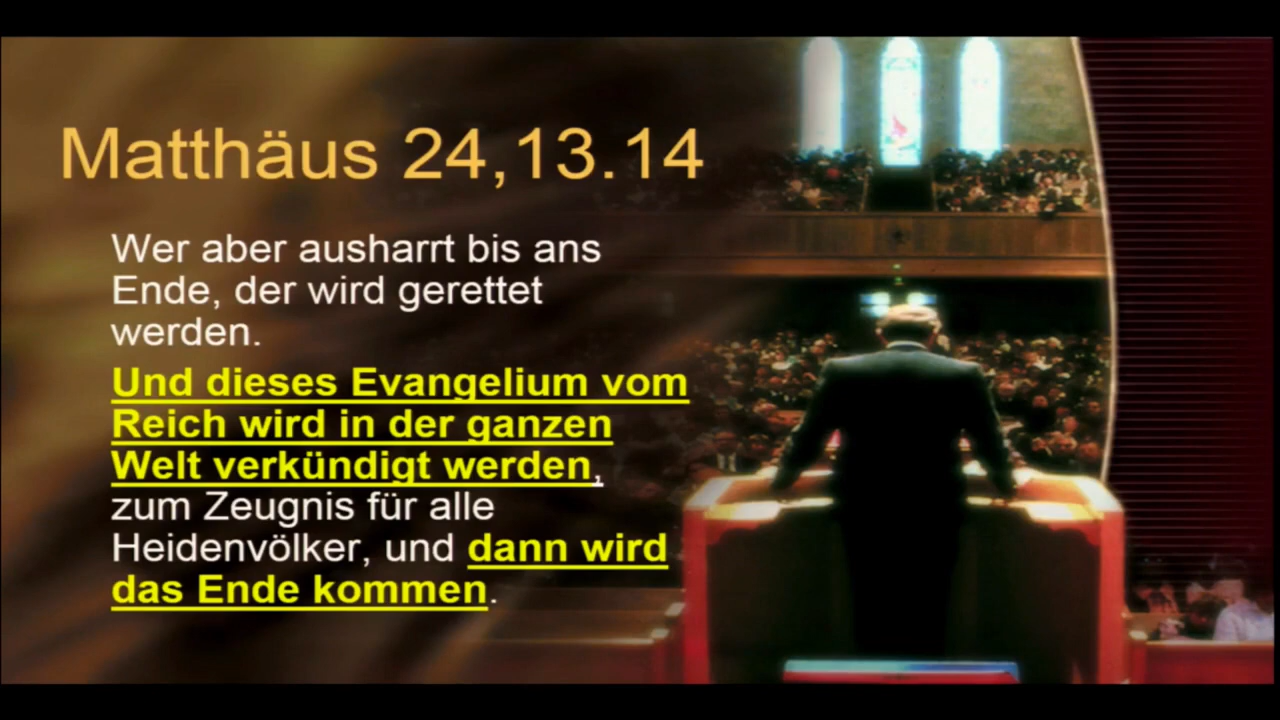 Matthäus 24,13.14
Wer aber ausharrt bis ans
Ende, der wird gerettet
werden.
Und dieses Evangelium vom
Reich wird in der ganzen
Welt verkündigt werden,
zum Zeugnis für alle
Heidenvölker, und dann wird
das Ende kommen.